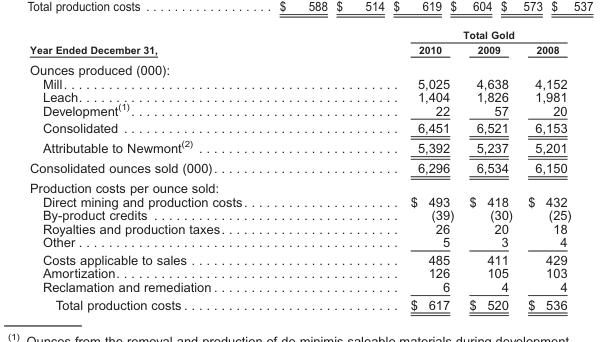 Total production costs . . . . . . . . . . . . . . . . . . $ 588 $ 514 $ 619 $ 604 $ 573 $ 537
Total Gold
Year Ended December 31, 2010 2009 2008
Ounces produced (000):
Mill. . . . . . . . . . . . . . . . . . . . 5,025 4,638 4,152
Leach. . . . . . . . . . . . . . . . . . . . 1,404 1,826 1,981
Development(1). . . . . . . . . . . . . . . . . . . . 22 57 20
Consolidated . . . . . . . . . . . . . . . . . . . . 6,451 6,521 6,153
Attributable to Newmont(2) . . . . . . . . . . . . . . . . . . . . 5,392 5,237 5,201
Consolidated ounces sold (000). . . . . . . . . . . . . . . . . . . . 6,296 6,534 6,150
Production costs per ounce sold:
Direct mining and production costs. . . . . . . . . . . . . . . . . . . . $ 493 $ 418 $ 432
By-product credits . . . . . . . . . . . . . . . . . . . . (39) (30) (25)
Royalties and production taxes. . . . . . . . . . . . . . . . . . . . 26 20 18
Other . . . . . . . . . . . . . . . . . . . . 5 3 4
Costs applicable to sales . . . . . . . . . . . . . . . . . . . . 485 411 429
Amortization. . . . . . . . . . . . . . . . . . . . 126 105 103
Reclamation and remediation. . . . . . . . . . . . . . . . . . . . 6 4 4
Total production costs. . . . . . . . . . . . . . . . . . . . $ 617 $ 520 $ 536
(1) Ounces from the removal and production of de minimis saleable materials during development